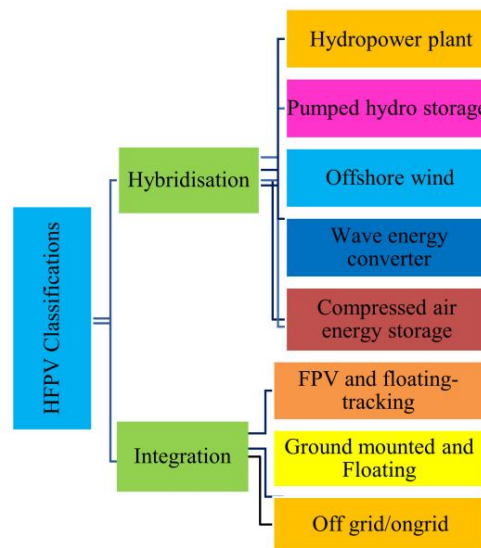 HFPV Classifications
Hybridisation
Hydropower plant
Pumped hydro storage
Offshore wind
Wave energy
converter
Compressed air
energy storage
Integration
FPV and floating-
tracking
Ground mounted and
Floating
Off grid/ongrid